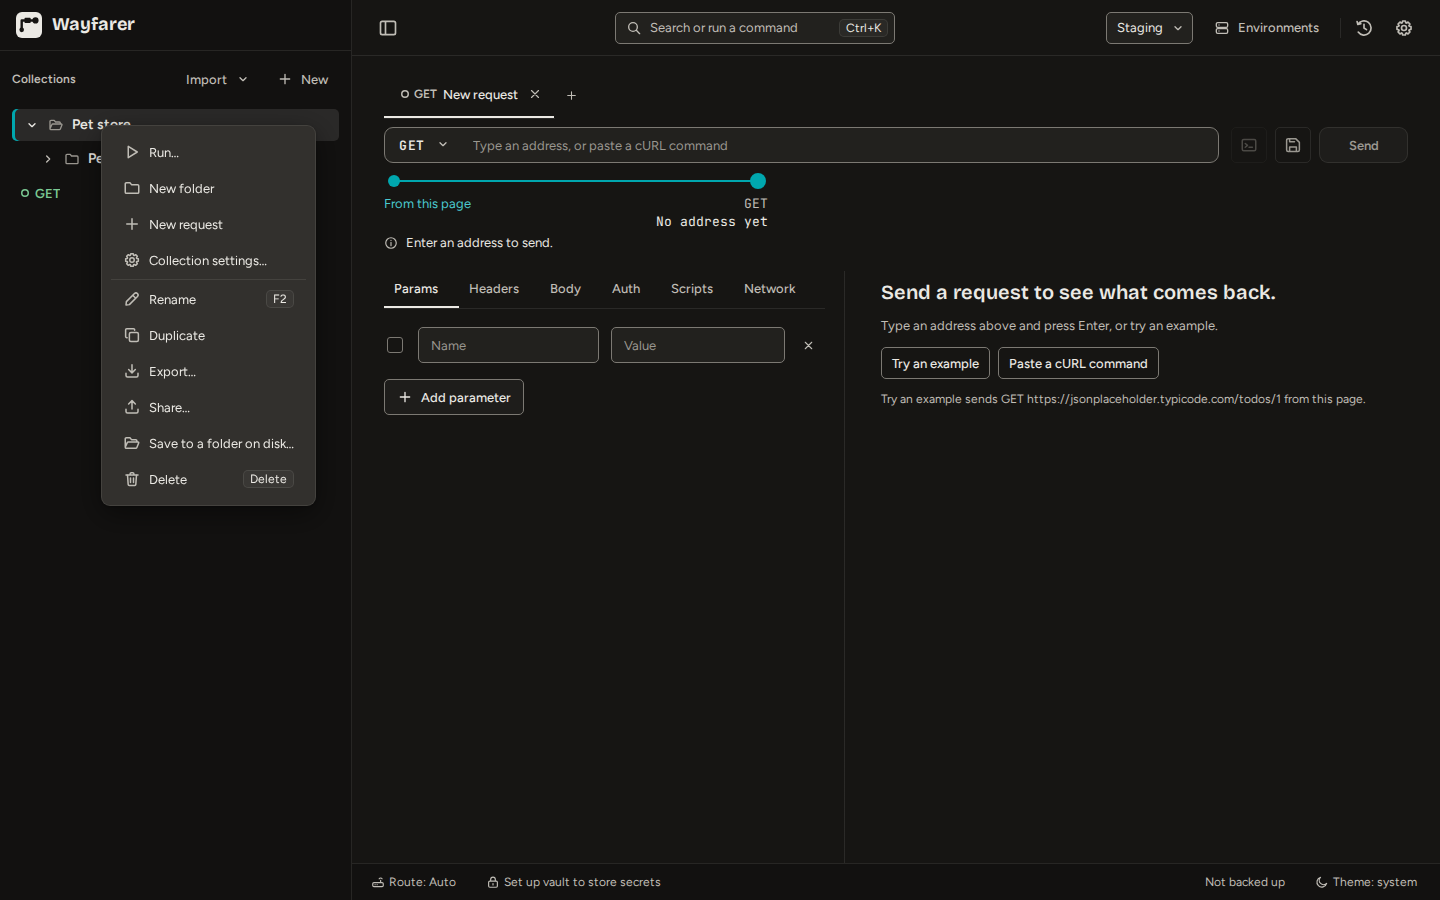 Wayfarer
Search or run a command
Ctrl+K
Staging
Environments
Collections
Import
New
GET New request
Pet store
GET
Run...
New folder
New request
Collection settings...
Rename
F2
Duplicate
Export...
Share...
Save to a folder on disk...
Delete
Delete
GET
Type an address, or paste a cURL command
Send
From this page
GET
No address yet
Enter an address to send.
Params
Headers
Body
Auth
Scripts
Network
Name
Value
Add parameter
Send a request to see what comes back.
Type an address above and press Enter, or try an example.
Try an example
Paste a cURL command
Try an example sends GET https://jsonplaceholder.typicode.com/todos/1 from this page.
Route: Auto
Set up vault to store secrets
Not backed up
Theme: system